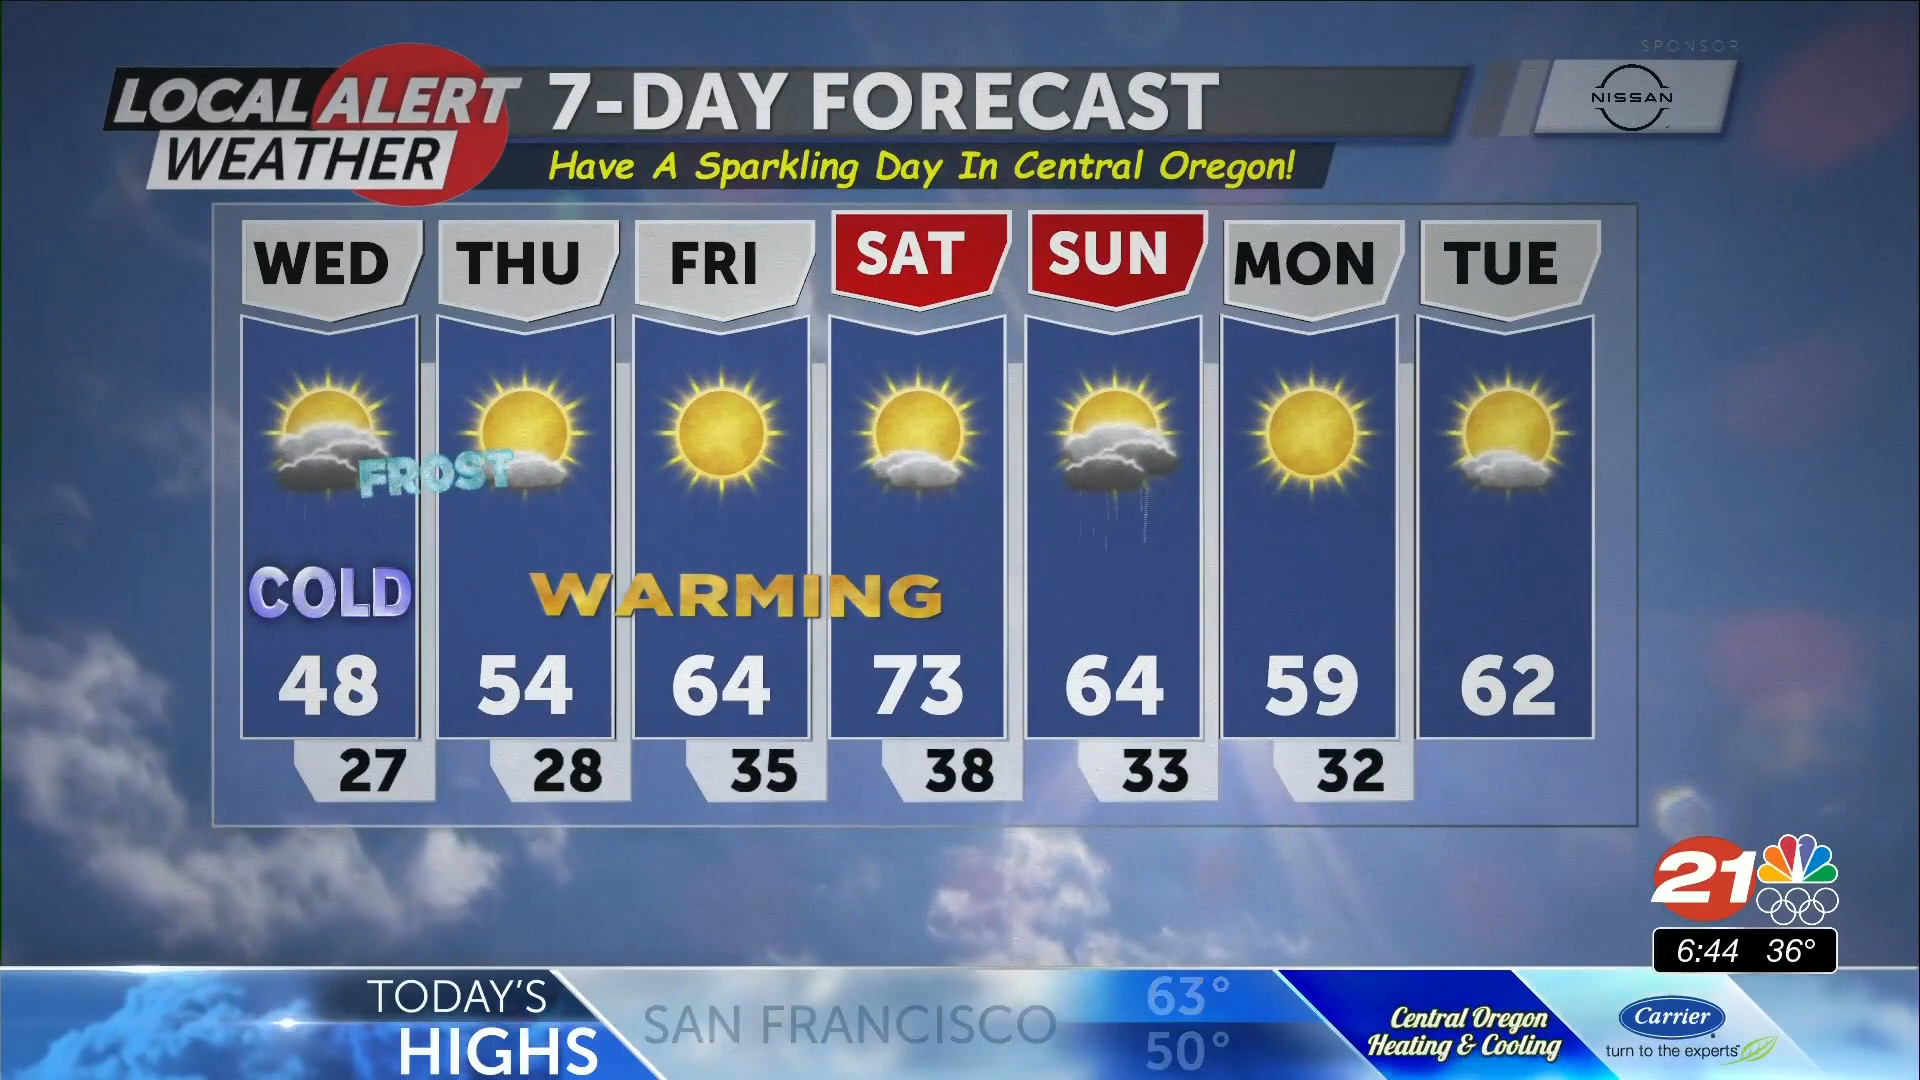 SPONSOR
LOCAL ALERT
WEATHER
7-DAY FORECAST
NISSAN
Have A Sparkling Day In Central Oregon!
WED THU FRI SAT SUN MON TUE
FROST
COLD
WARMING
48 54 64 73 64 59 62
27 28 35 38 33 32
21
6:44 36°
TODAY'S
HIGHS
SAN FRANCISCO
63°
50°
Central Oregon
Heating & Cooling
Carrier
turn to the experts